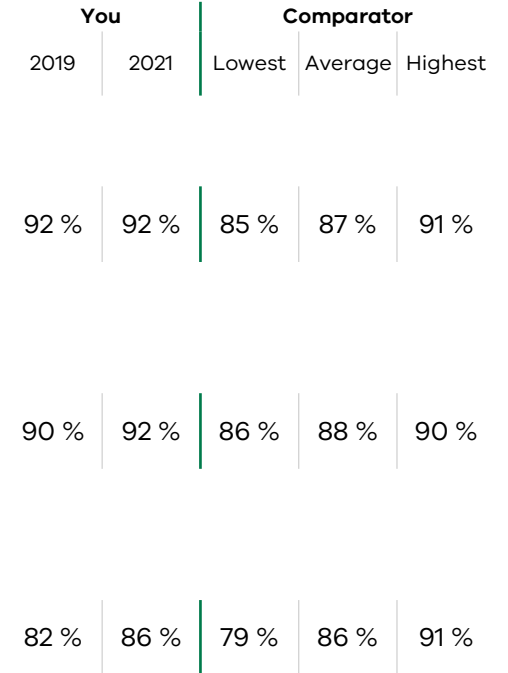 You Comparator
2019 2021 Lowest Average Highest
92 % 92 % 85 % 87 % 91 %
90 % 92 % 86 % 88 % 90 %
82 % 86 % 79 % 86 % 91 %